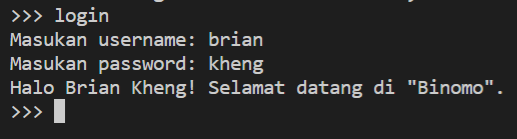 >>> login
Masukan username: brian
Masukan password: kheng
Halo Brian Kheng! Selamat datang di "Binomo".
>>>